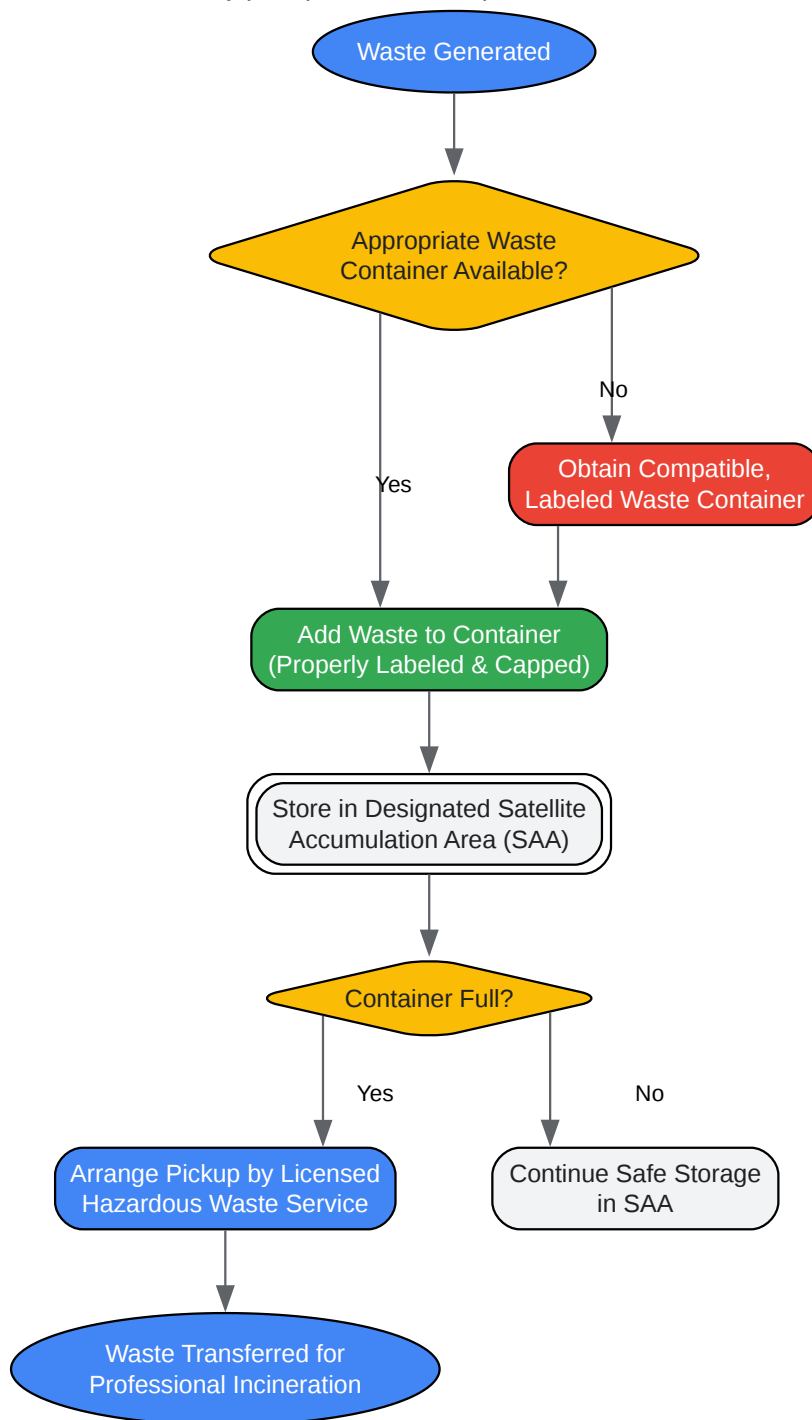 Waste Generated
Appropriate Waste
Container Available?
No
Obtain Compatible,
Labeled Waste Container
Yes
Add Waste to Container
(Properly Labeled & Capped)
Store in Designated Satellite
Accumulation Area (SAA)
Container Full?
Yes
No
Arrange Pickup by Licensed
Hazardous Waste Service
Continue Safe Storage
in SAA
Waste Transferred for
Professional Incineration